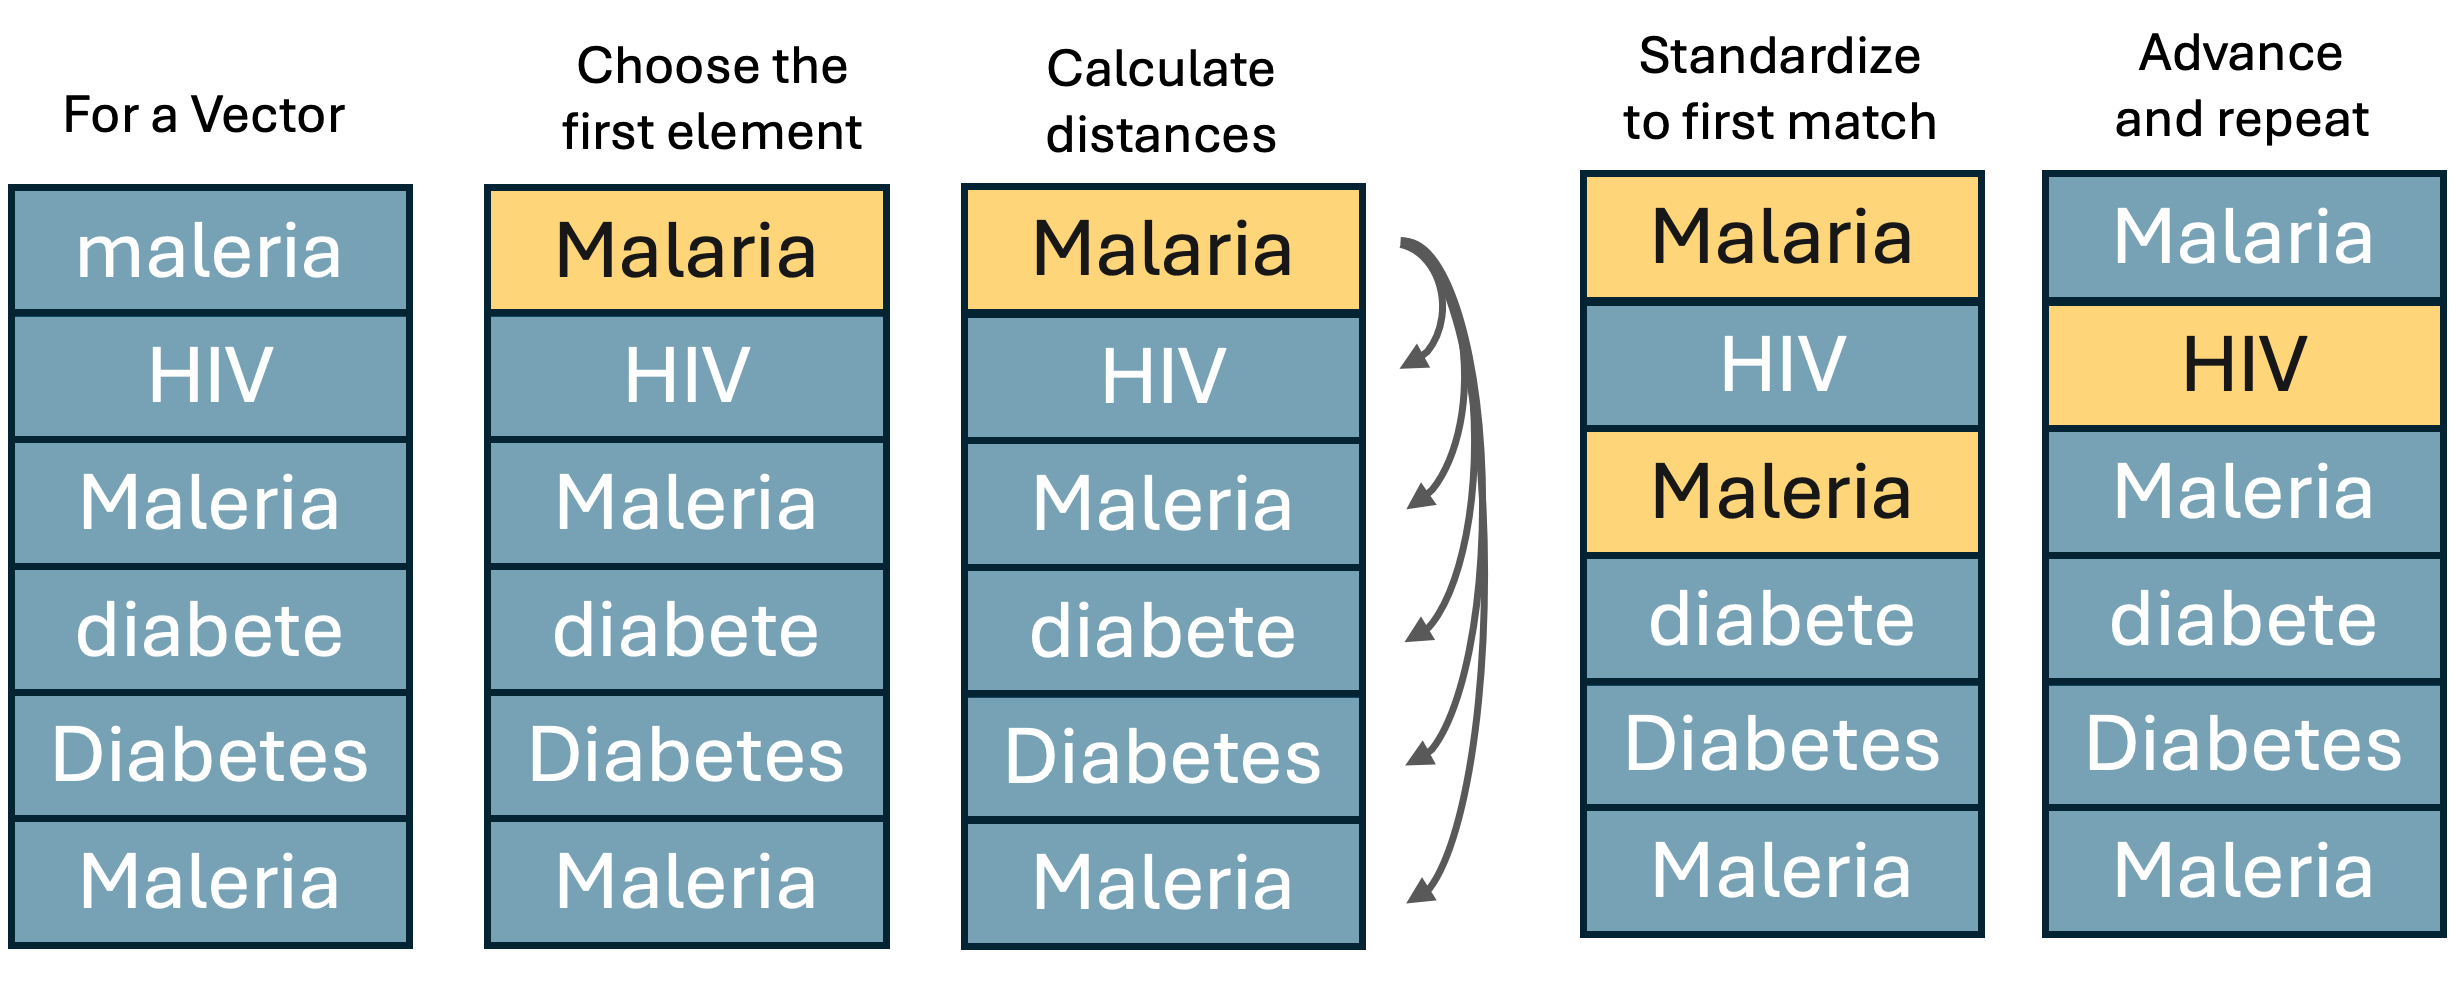 For a Vector
maleria
HIV
Maleria
diabete
Diabetes
Maleria
Choose the
first element
Malaria
HIV
Maleria
diabete
Diabetes
Maleria
Calculate
distances
Malaria
HIV
Maleria
diabete
Diabetes
Maleria
Standardize
to first match
Malaria
HIV
Maleria
diabete
Diabetes
Maleria
Advance
and repeat
Malaria
HIV
Maleria
diabete
Diabetes
Maleria